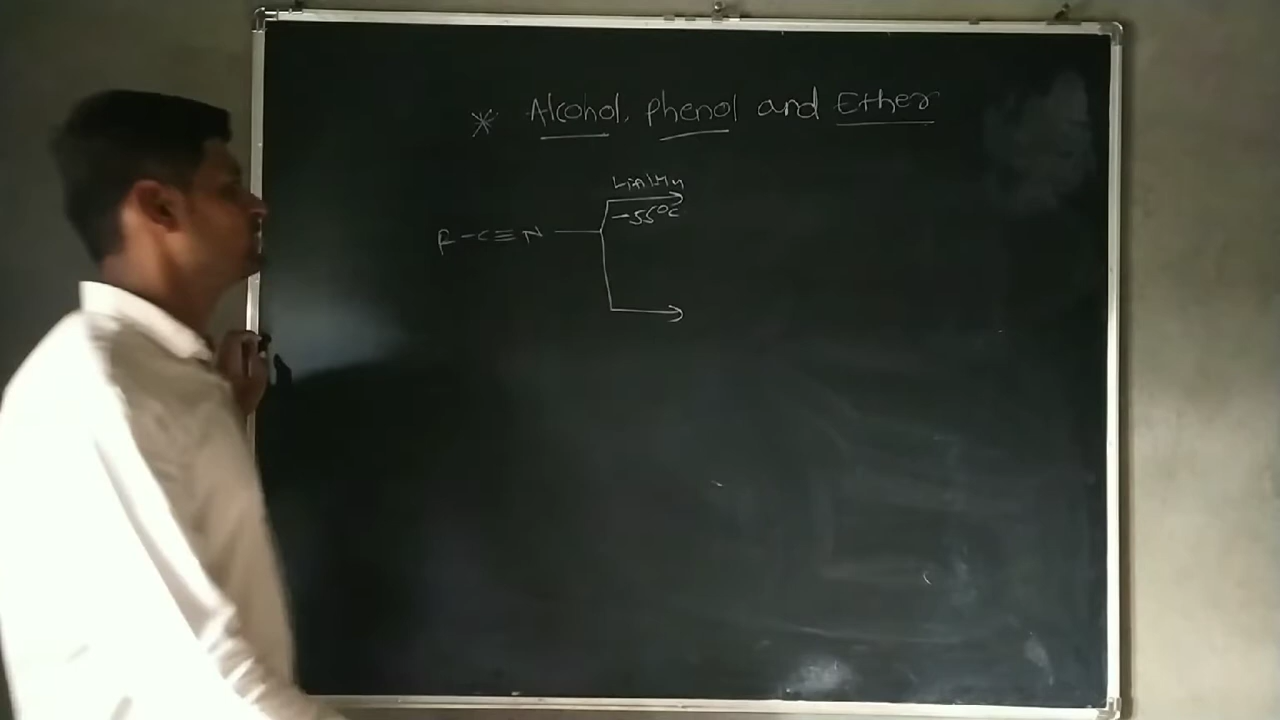 * Alcohol, phenol and Ether
LiAlH4
-55°C
R-C≡N